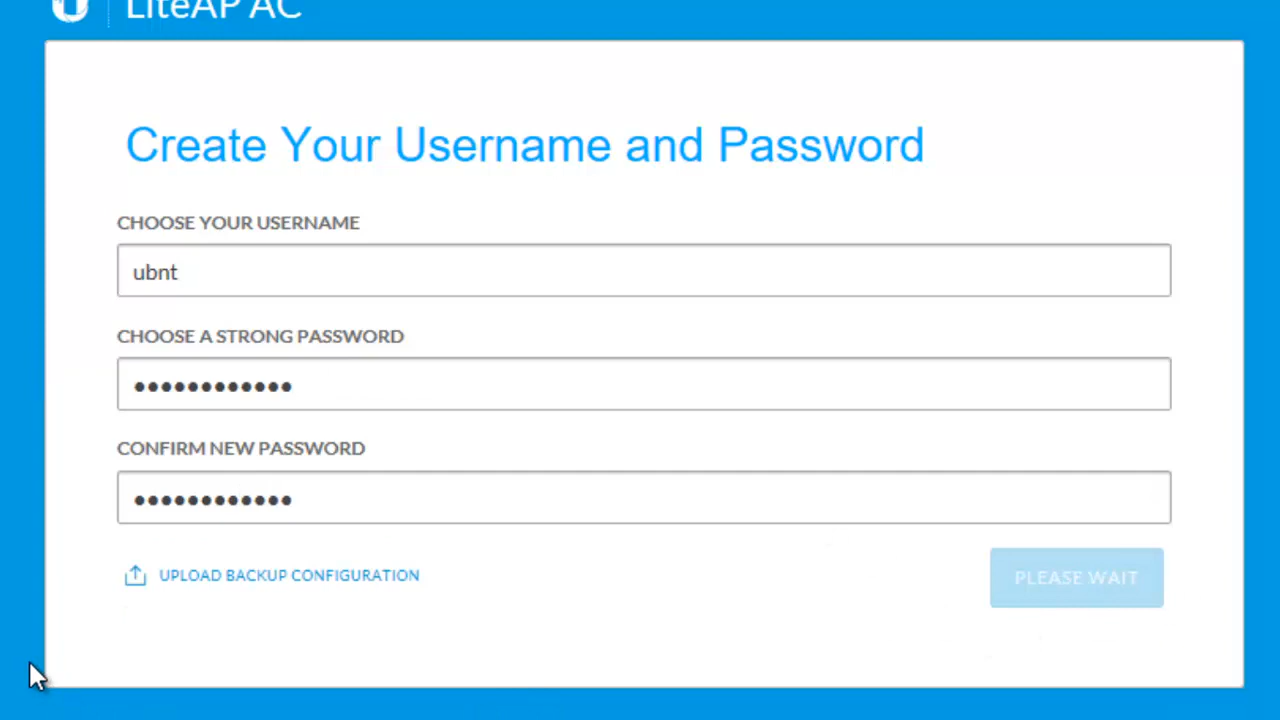 LiteAP AC
Create Your Username and Password
CHOOSE YOUR USERNAME
ubnt
CHOOSE A STRONG PASSWORD
••••••••••••
CONFIRM NEW PASSWORD
••••••••••••
UPLOAD BACKUP CONFIGURATION
PLEASE WAIT